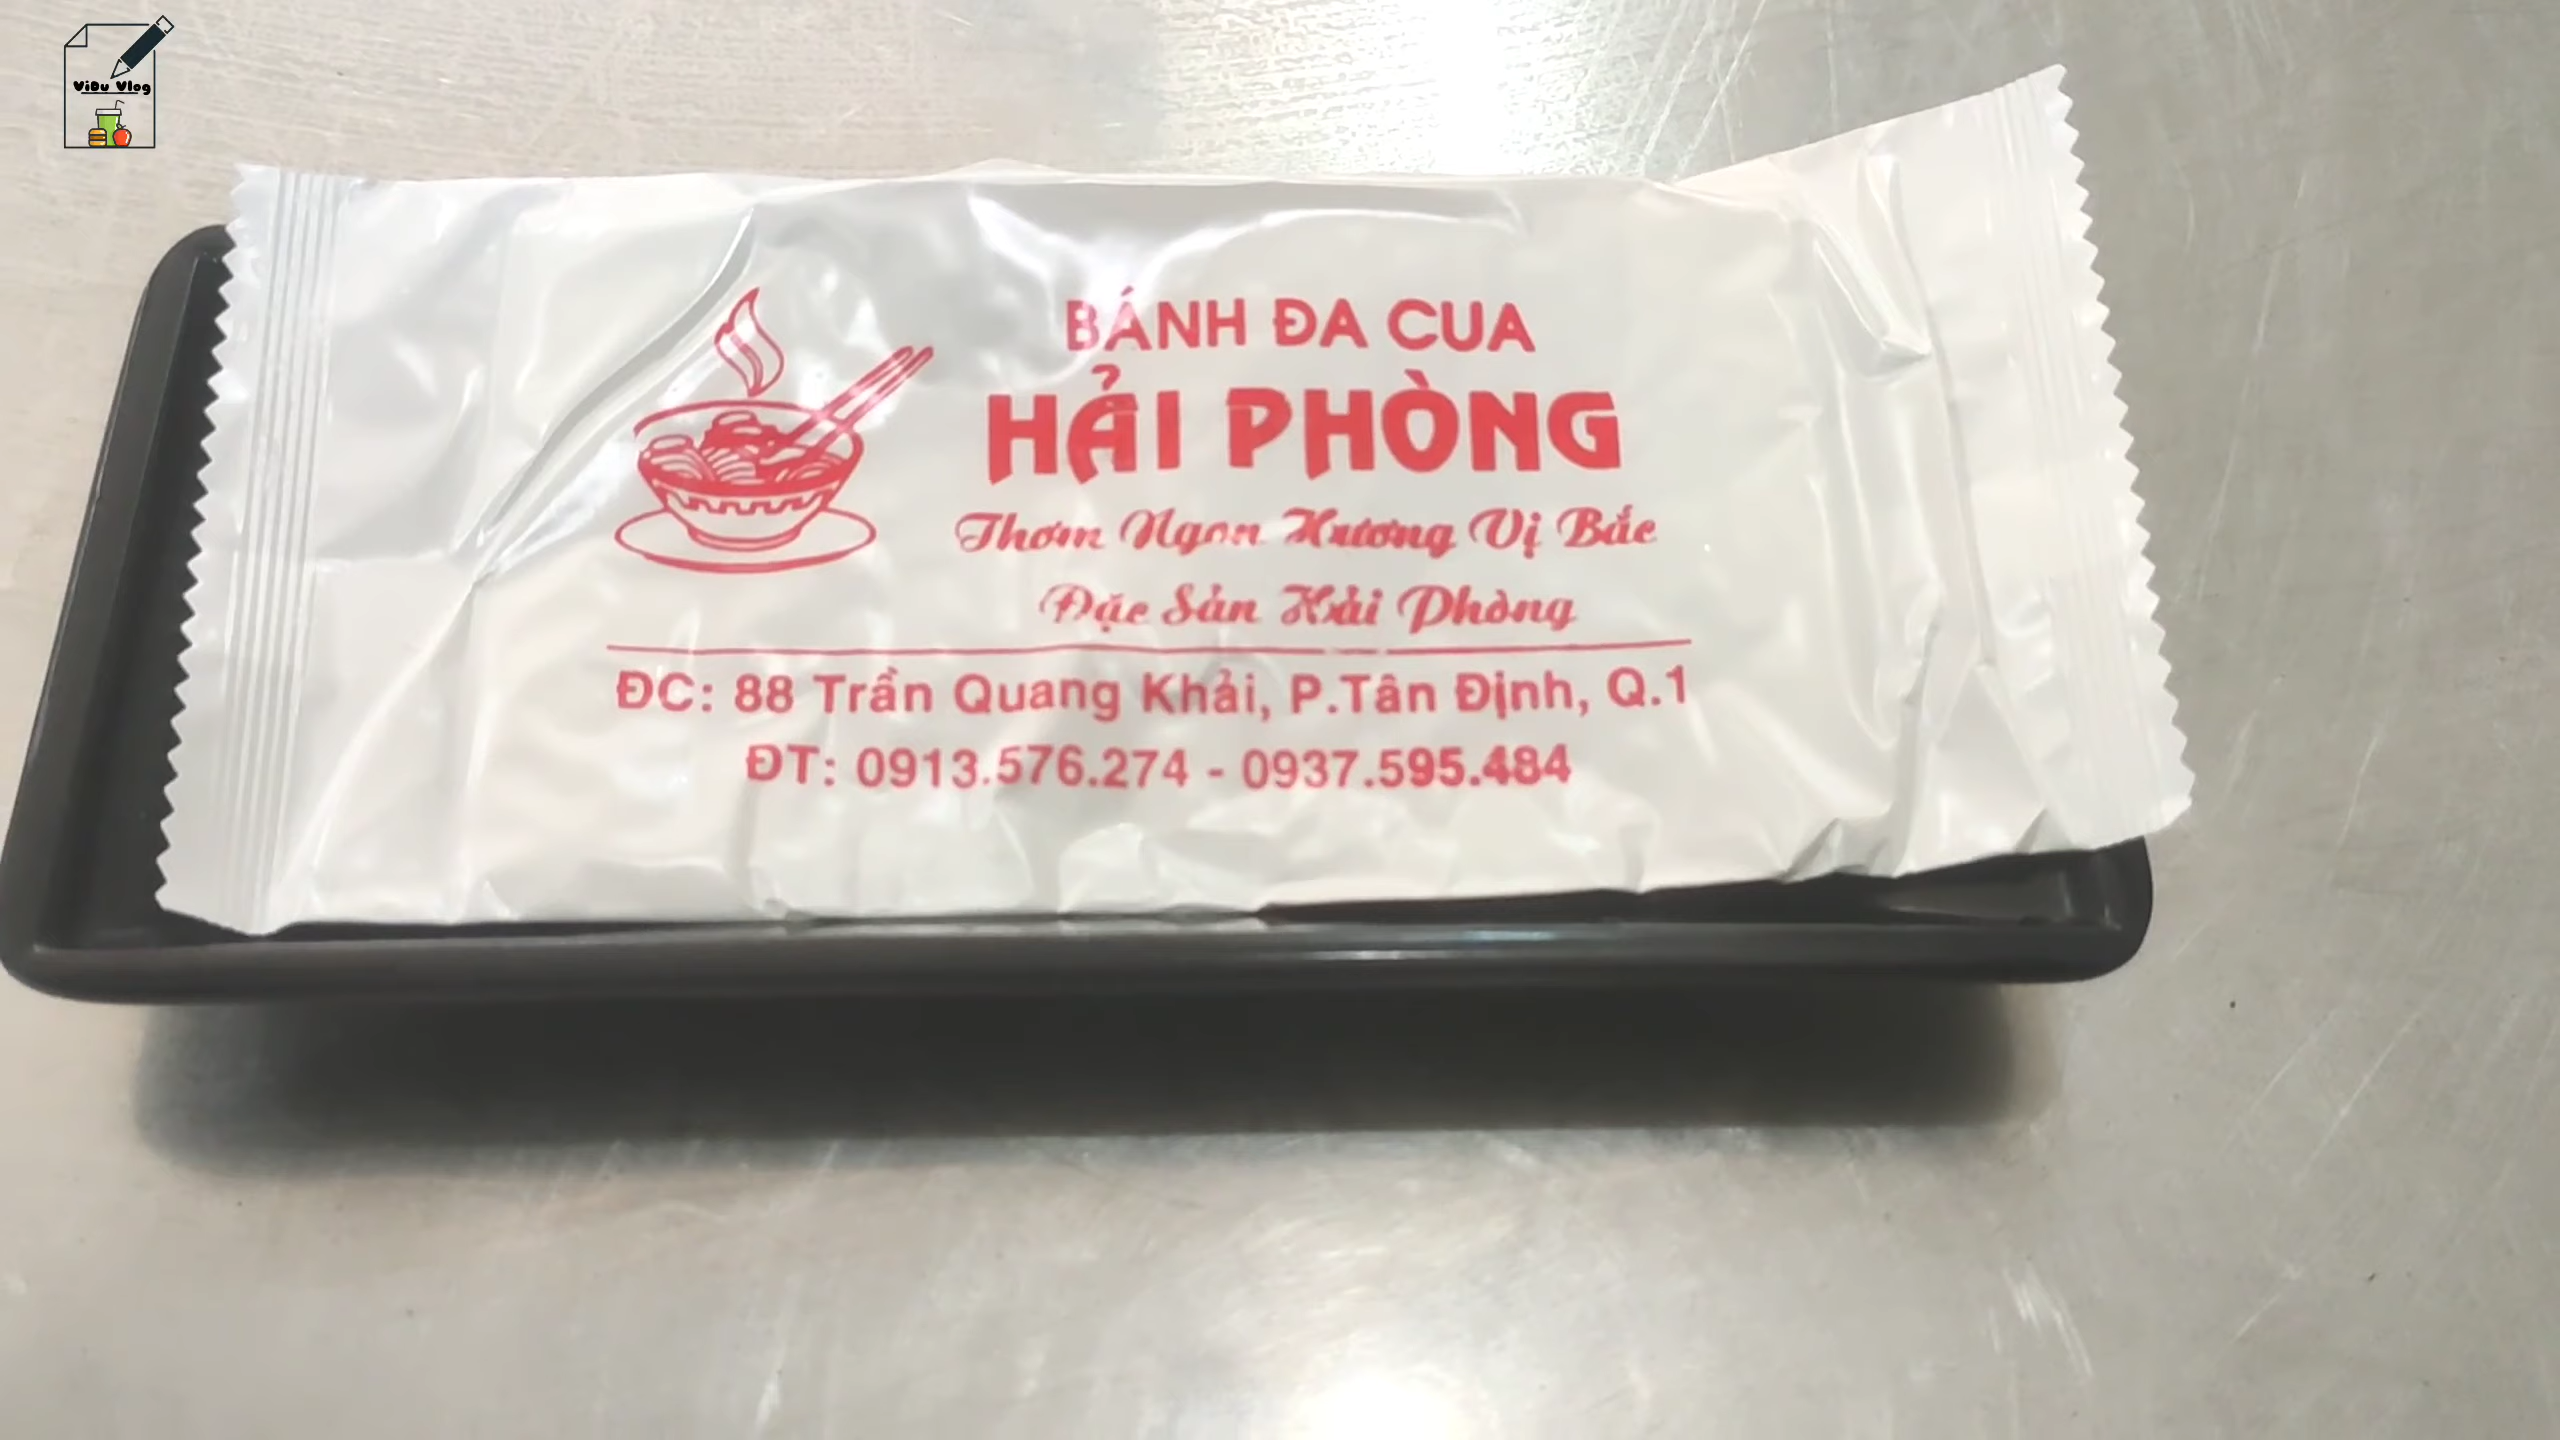 ViDu Vlog
BÁNH ĐA CUA
HẢI PHÒNG
Thơm Ngon Hương Vị Bắc
Đặc Sản Hải Phòng
ĐC: 88 Trần Quang Khải, P.Tân Định, Q.1
ĐT: 0913.576.274 - 0937.595.484